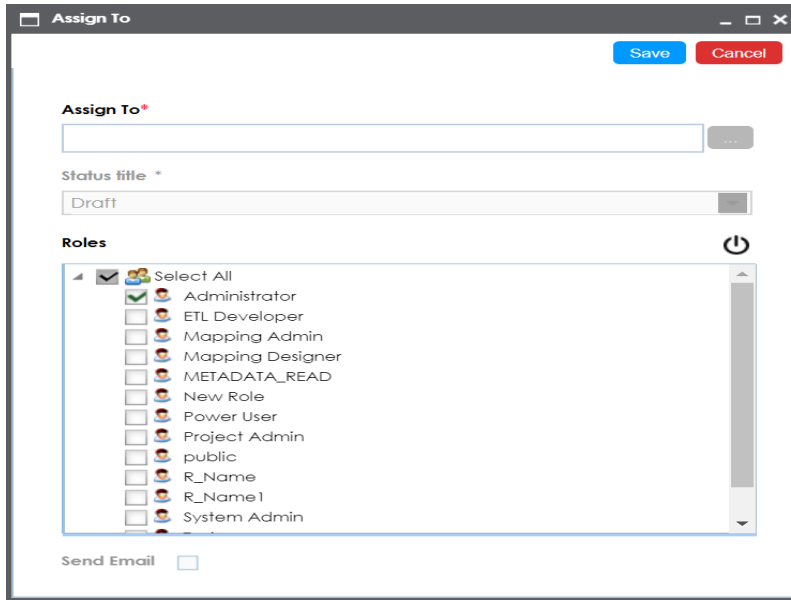 Assign To
Save Cancel
Assign To*
...
Status title *
Draft
Roles
Select All
Administrator
ETL Developer
Mapping Admin
Mapping Designer
METADATA_READ
New Role
Power User
Project Admin
public
R_Name
R_Name1
System Admin
Send Email